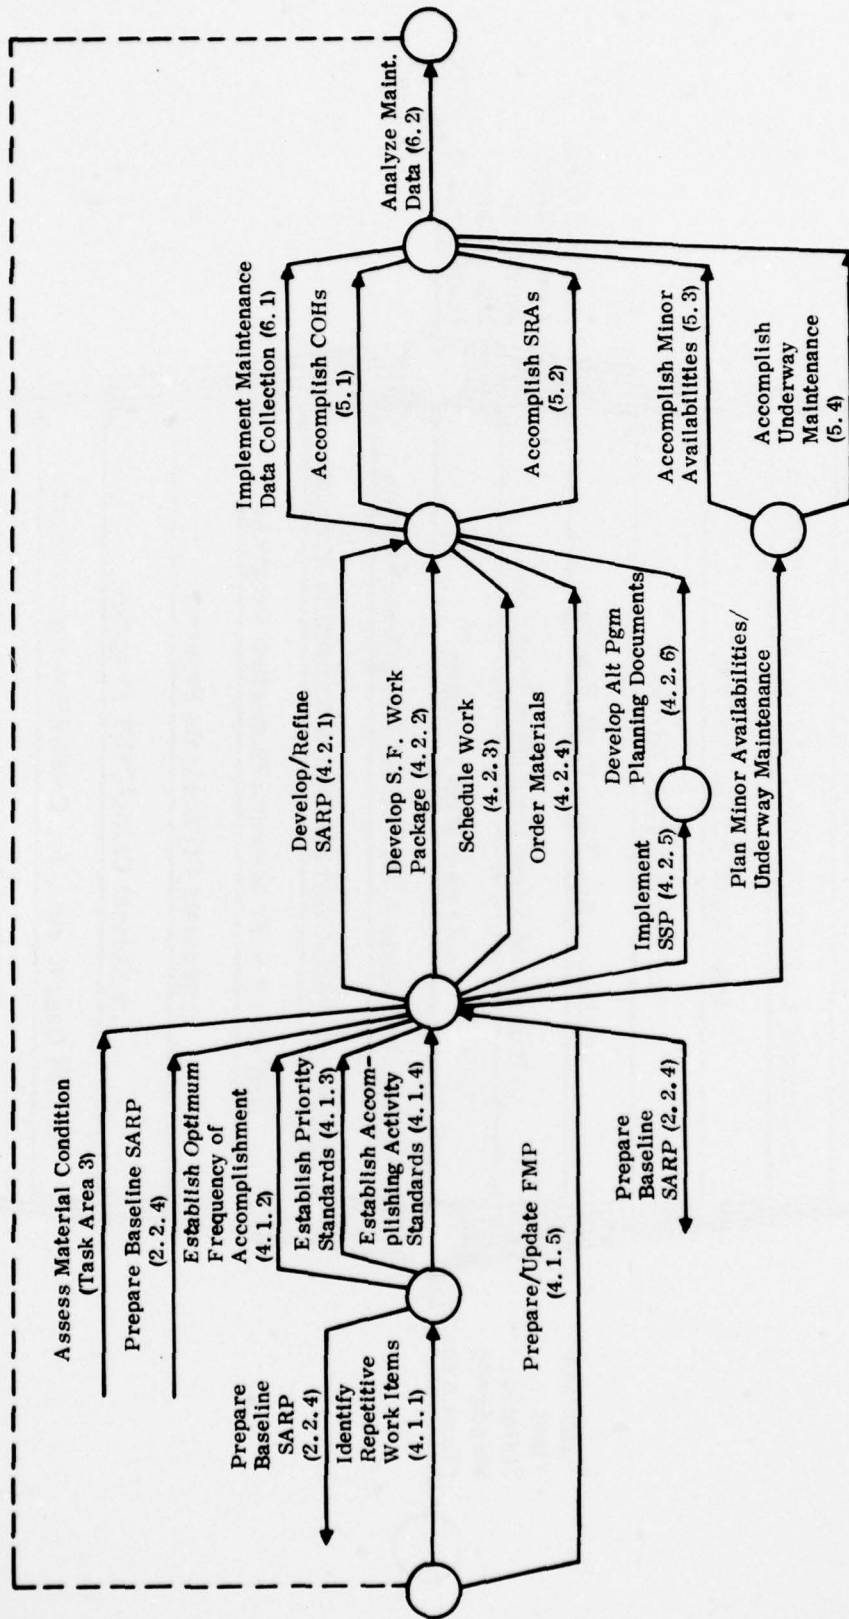 Assess Material Condition
(Task Area 3)
Prepare Baseline SARP
(2.2.4)
Establish Optimum
Frequency of
Accomplishment
(4.1.2)
Establish Priority
Standards (4.1.3)
Establish Accom-
plishing Activity
Standards (4.1.4)
Prepare
Baseline
SARP
(2.2.4)
Identify
Repetitive
Work Items
(4.1.1)
Prepare/Update FMP
(4.1.5)
Prepare
Baseline
SARP (2.2.4)
Develop/Refine
SARP (4.2.1)
Develop S.F. Work
Package (4.2.2)
Schedule Work
(4.2.3)
Order Materials
(4.2.4)
Implement
SSP (4.2.5)
Develop Alt Pgm
Planning Documents
(4.2.6)
Plan Minor Availabilities/
Underway Maintenance
Implement Maintenance
Data Collection (6.1)
Accomplish COHs
(5.1)
Accomplish SRAs
(5.2)
Accomplish Minor
Availabilities (5.3)
Accomplish
Underway
Maintenance
(5.4)
Analyze Maint.
Data (6.2)